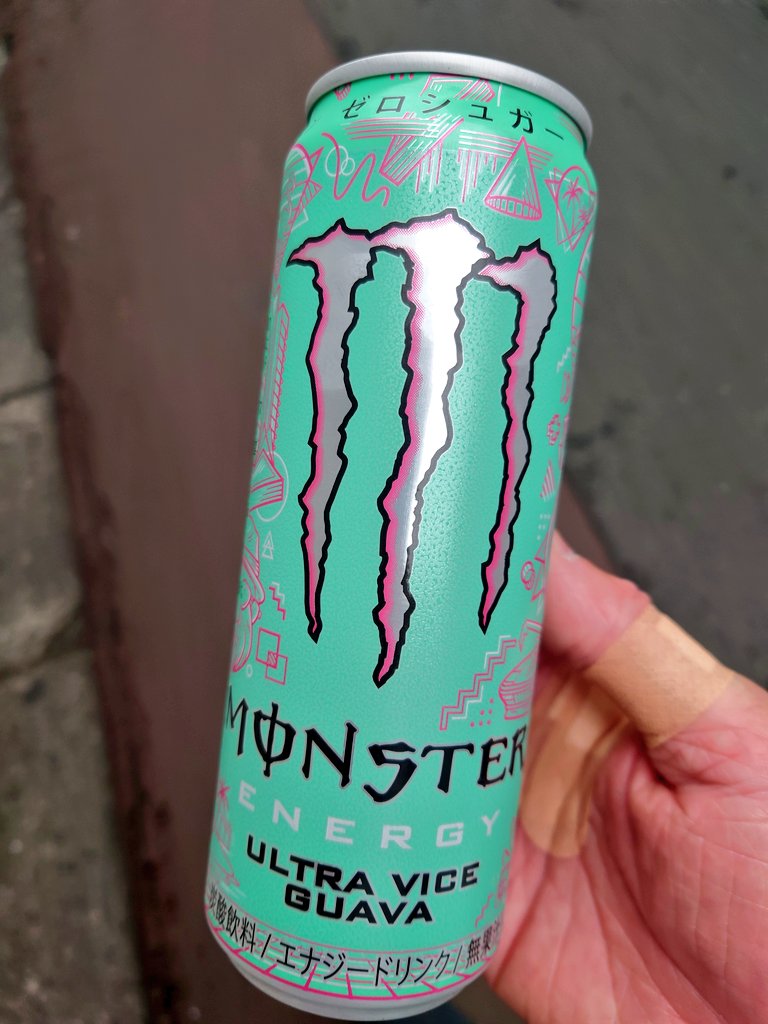 ゼロシュガー
MONSTER
ENERGY
ULTRA VICE
GUAVA
炭酸飲料 / エナジードリンク / 無果汁